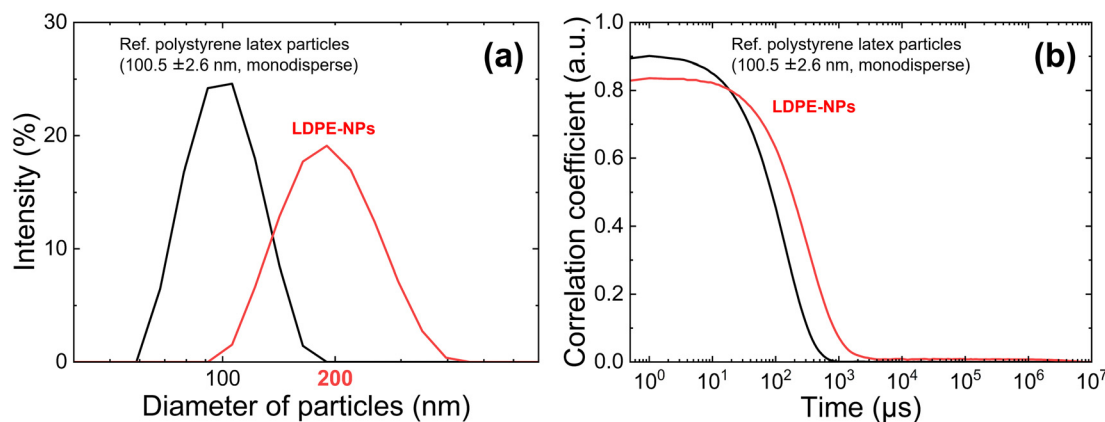 (a)
Ref. polystyrene latex particles
(100.5 ±2.6 nm, monodisperse)
LDPE-NPs
Intensity (%)
30
20
10
0
100
200
Diameter of particles (nm)
(b)
Ref. polystyrene latex particles
(100.5 ±2.6 nm, monodisperse)
LDPE-NPs
Correlation coefficient (a.u.)
1.0
0.8
0.6
0.4
0.2
0.0
10⁰
10¹
10²
10³
10⁴
10⁵
10⁶
10⁷
Time (µs)